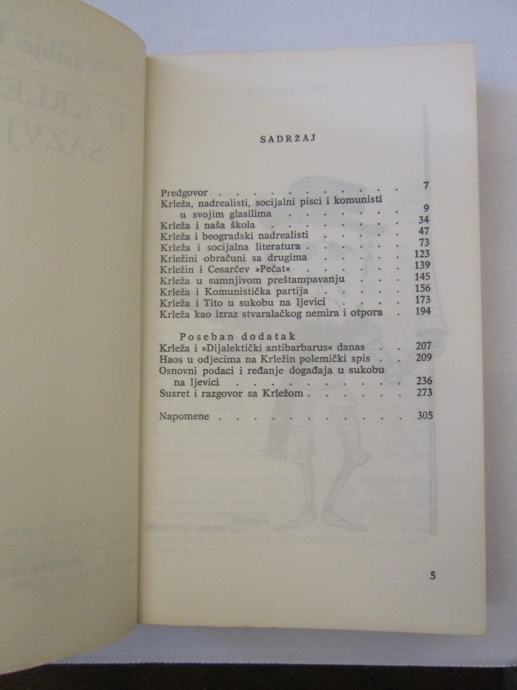 SADRŽAJ
Predgovor . . . . . . . . . . . 7
Krleža, nadrealisti, socijalni pisci i komunisti
u svojim glasilima . . . . . . . 9
Krleža i naša škola . . . . . . . . 34
Krleža i beogradski nadrealisti . . . . . 47
Krleža i socijalna literatura . . . . . . 73
Krležini obračuni sa drugima . . . . . 123
Krležin i Cesarčev »Pečat« . . . . . . 139
Krleža u sumnjivom preštampavanju . . . 145
Krleža i Komunistička partija . . . . . 156
Krleža i Tito u sukobu na ljevici . . . . 173
Krleža kao izraz stvaralačkog nemira i otpora . 194
Poseban dodatak
Krleža i »Dijalektički antibarbarus« danas . . 207
Haos u odjecima na Krležin polemički spis . . 209
Osnovni podaci i ređanje događaja u sukobu
na ljevici . . . . . . . . . . 236
Susret i razgovor sa Krležom . . . . . . 273
Napomene . . . . . . . . . . 305
5